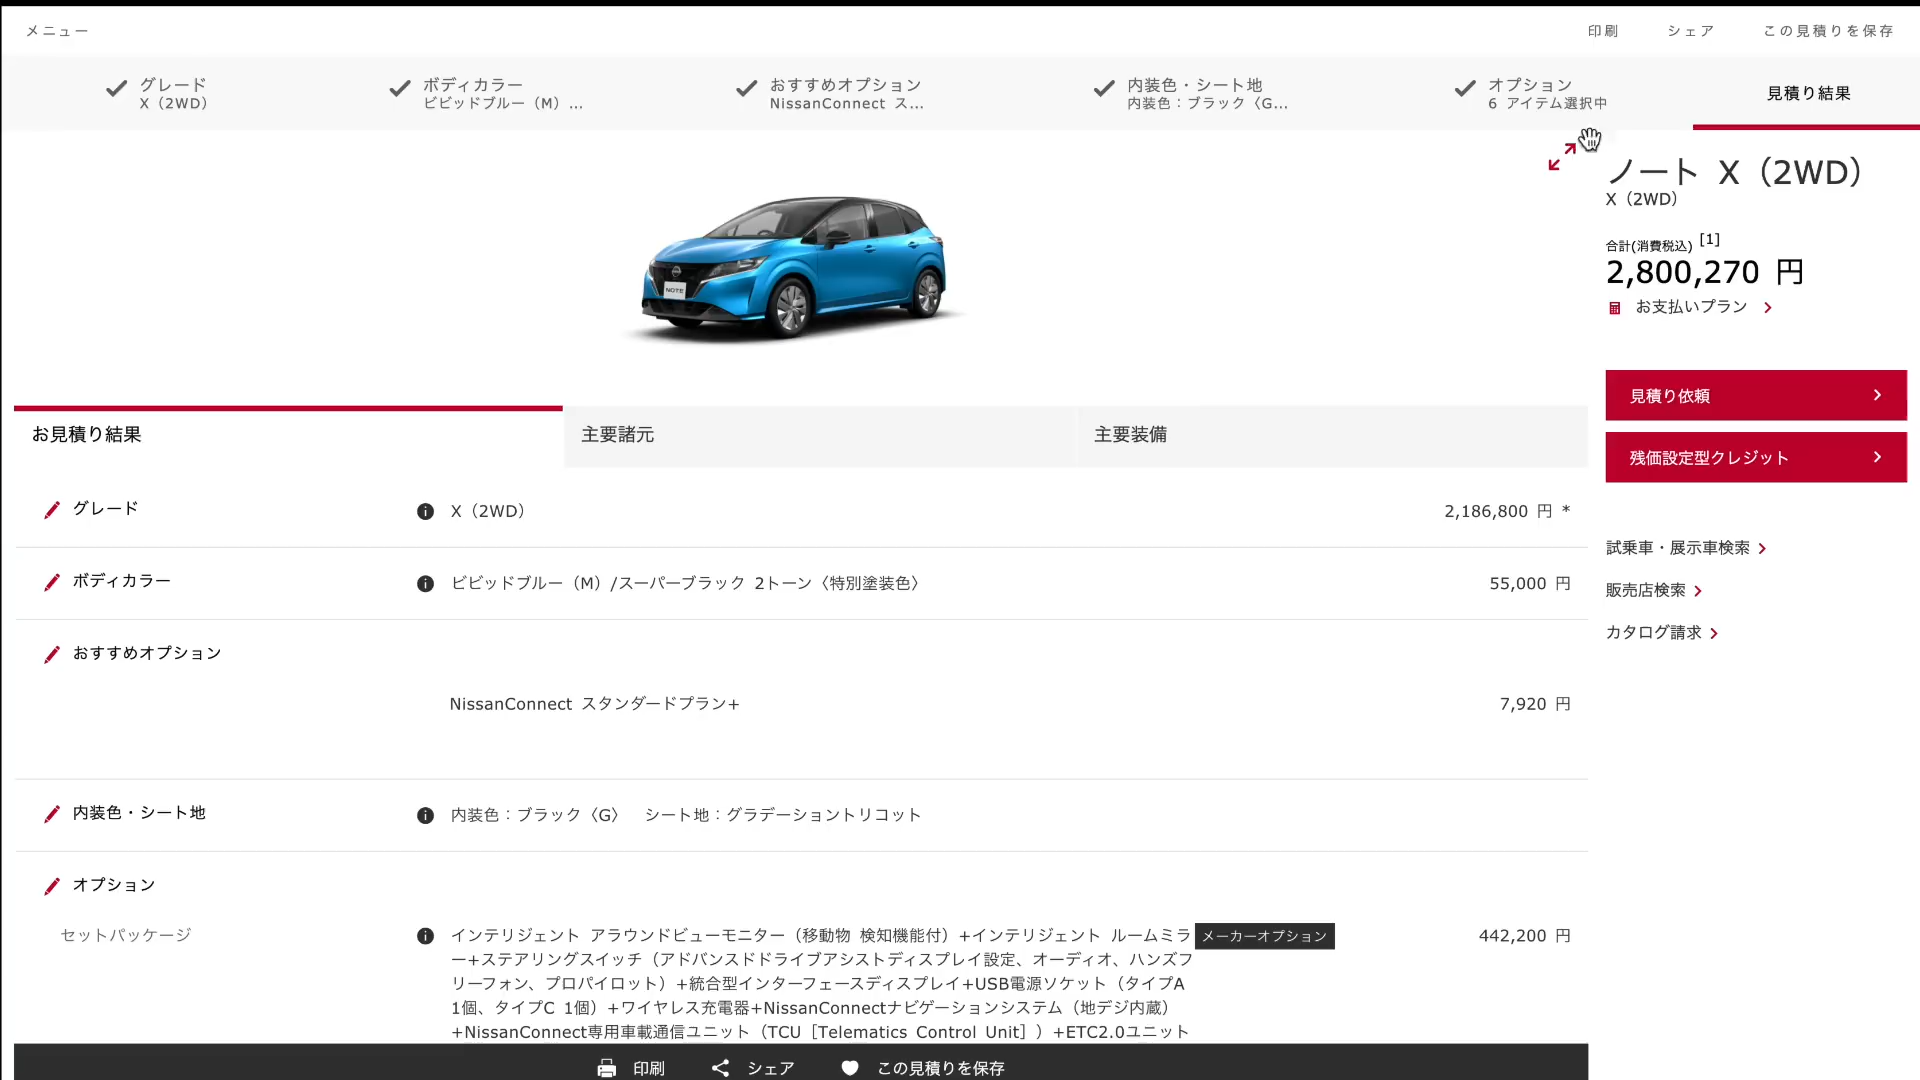 メニュー
印刷
シェア
この見積りを保存
グレード
X（2WD）
ボディカラー
ビビッドブルー（M）...
おすすめオプション
NissanConnect ス...
内装色・シート地
内装色：ブラック〈G...
オプション
6 アイテム選択中
見積り結果
ノート X（2WD）
X（2WD）
合計(消費税込) [1]
2,800,270 円
お支払いプラン
見積り依頼
残価設定型クレジット
試乗車・展示車検索
販売店検索
カタログ請求
NOTE
お見積り結果
主要諸元
主要装備
グレード
X（2WD）
2,186,800 円 *
ボディカラー
ビビッドブルー（M）/スーパーブラック 2トーン〈特別塗装色〉
55,000 円
おすすめオプション
NissanConnect スタンダードプラン+
7,920 円
内装色・シート地
内装色：ブラック〈G〉　シート地：グラデーショントリコット
オプション
セットパッケージ
インテリジェント アラウンドビューモニター（移動物 検知機能付）+インテリジェント ルームミラ
ー+ステアリングスイッチ（アドバンスドドライブアシストディスプレイ設定、オーディオ、ハンズフ
リーフォン、プロパイロット）+統合型インターフェースディスプレイ+USB電源ソケット（タイプA
1個、タイプC 1個）+ワイヤレス充電器+NissanConnectナビゲーションシステム（地デジ内蔵）
+NissanConnect専用車載通信ユニット（TCU［Telematics Control Unit］）+ETC2.0ユニット
メーカーオプション
442,200 円
印刷
シェア
この見積りを保存